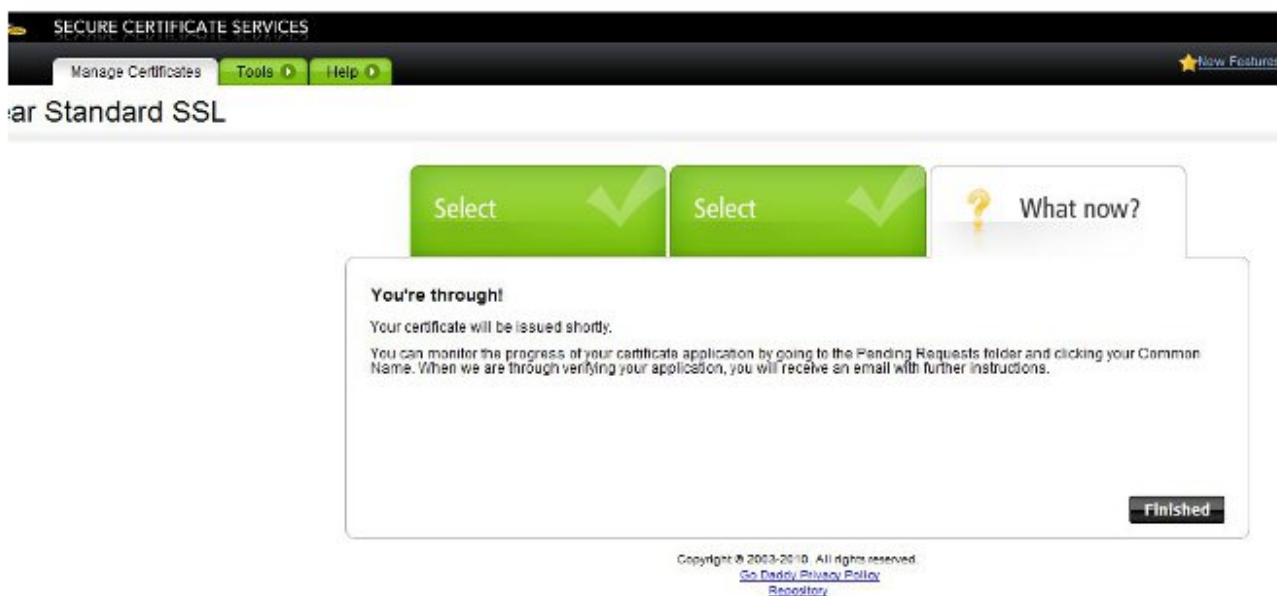 SECURE CERTIFICATE SERVICES
Manage Certificates Tools Help New Features
ear Standard SSL
Select Select ? What now?
You're through!
Your certificate will be issued shortly.
You can monitor the progress of your certificate application by going to the Pending Requests folder and clicking your Common
Name. When we are through verifying your application, you will receive an email with further instructions.
Finished
Copyright © 2003-2010. All rights reserved.
Go Daddy Privacy Policy
Repository